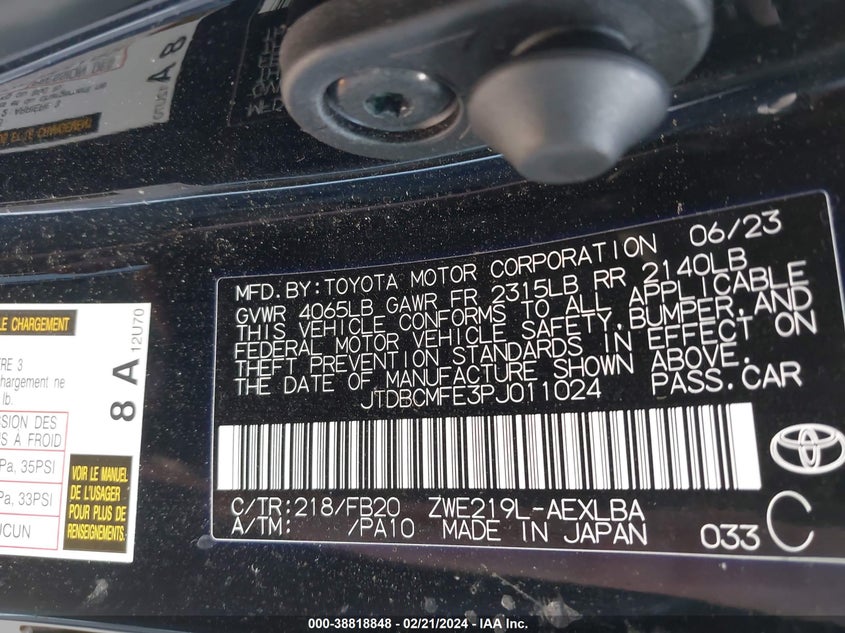 06/23
MFD.BY:TOYOTA MOTOR CORPORATION
GVWR 4065LB GAWR FR 2315LB RR 2140LB
THIS VEHICLE CONFORMS TO ALL APPLICABLE
FEDERAL MOTOR VEHICLE SAFETY,BUMPER,AND
THEFT PREVENTION STANDARDS IN EFFECT ON
THE DATE OF MANUFACTURE SHOWN ABOVE.
JTDBCMFE3PJ011024 PASS.CAR
C/TR:218/FB20 ZWE219L-AEXLBA
A/TM: /PA10 MADE IN JAPAN
033 C
LE CHARGEMENT
8 A 12U70
TRE 3
chargement ne
lb.
SSION DES
S A FROID
Pa, 35PSI
Pa, 33PSI
UCUN
VOIR LE MANUEL
DE L'USAGER
POUR PLUS DE
RENSEIGNEMENTS.
000-38818848 - 02/21/2024 - IAA Inc.